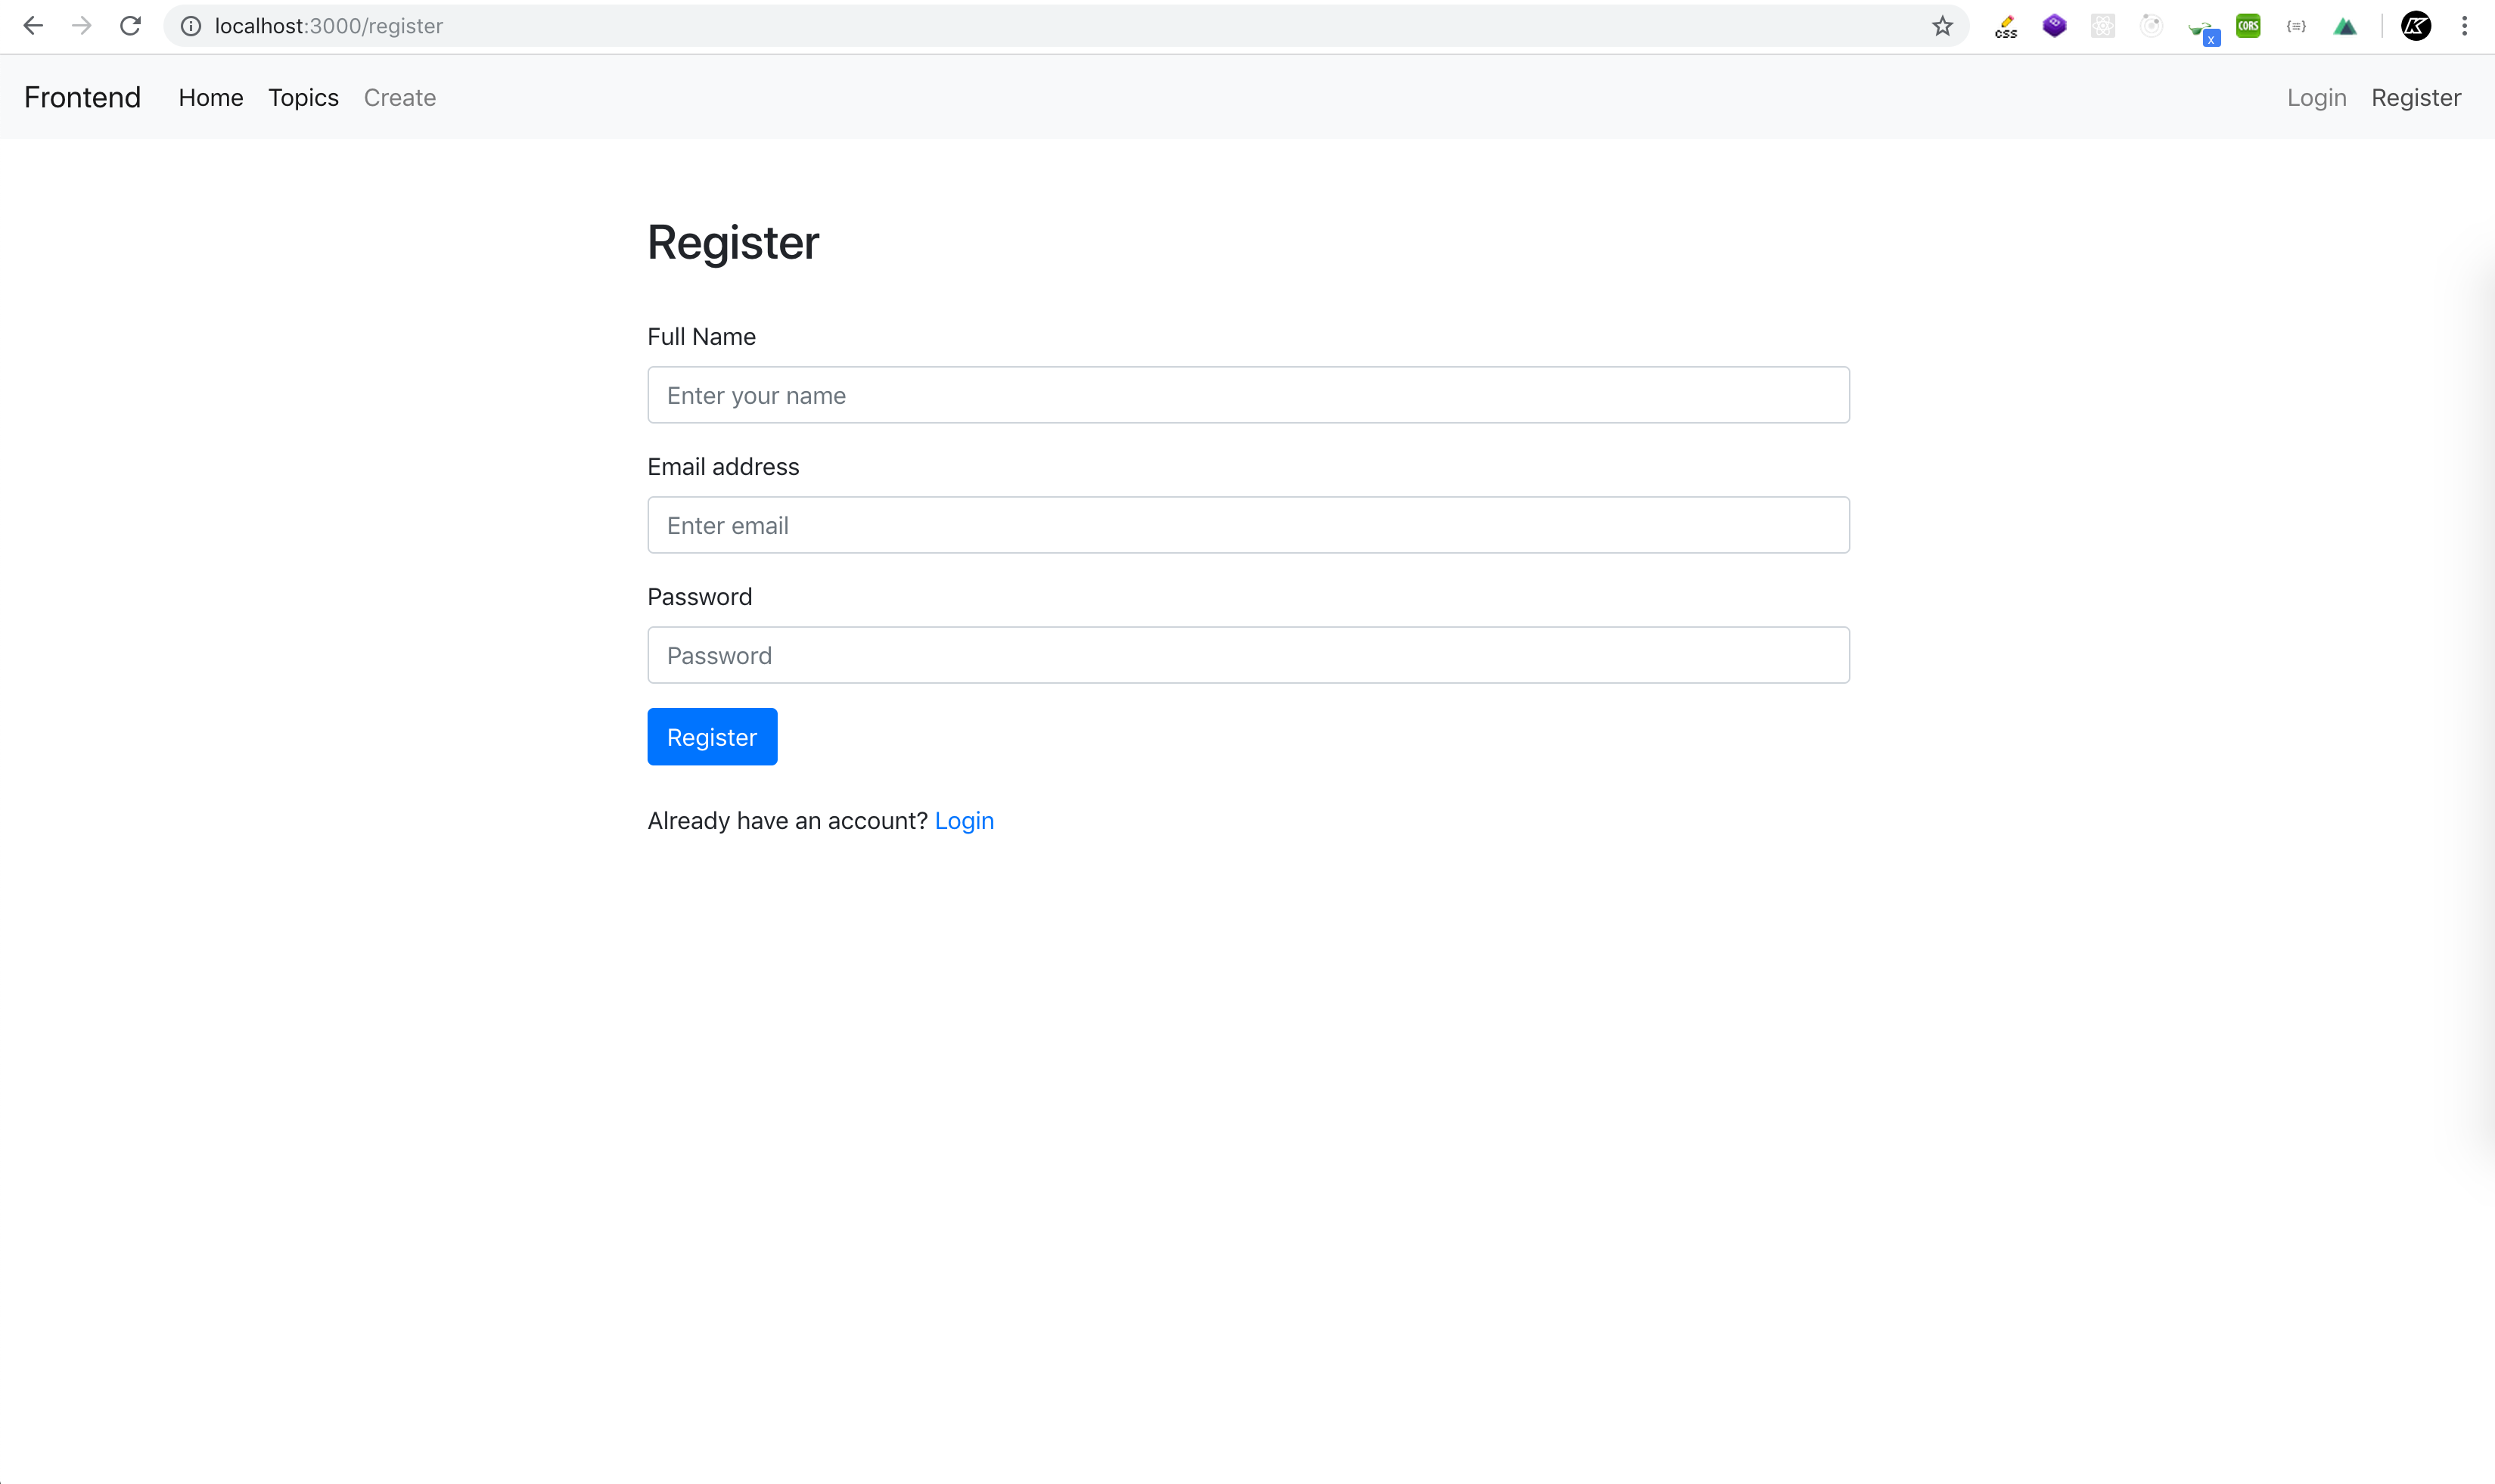 localhost:3000/register
css
x
CORS
K
Frontend Home Topics Create Login Register
Register
Full Name
Enter your name
Email address
Enter email
Password
Password
Register
Already have an account? Login